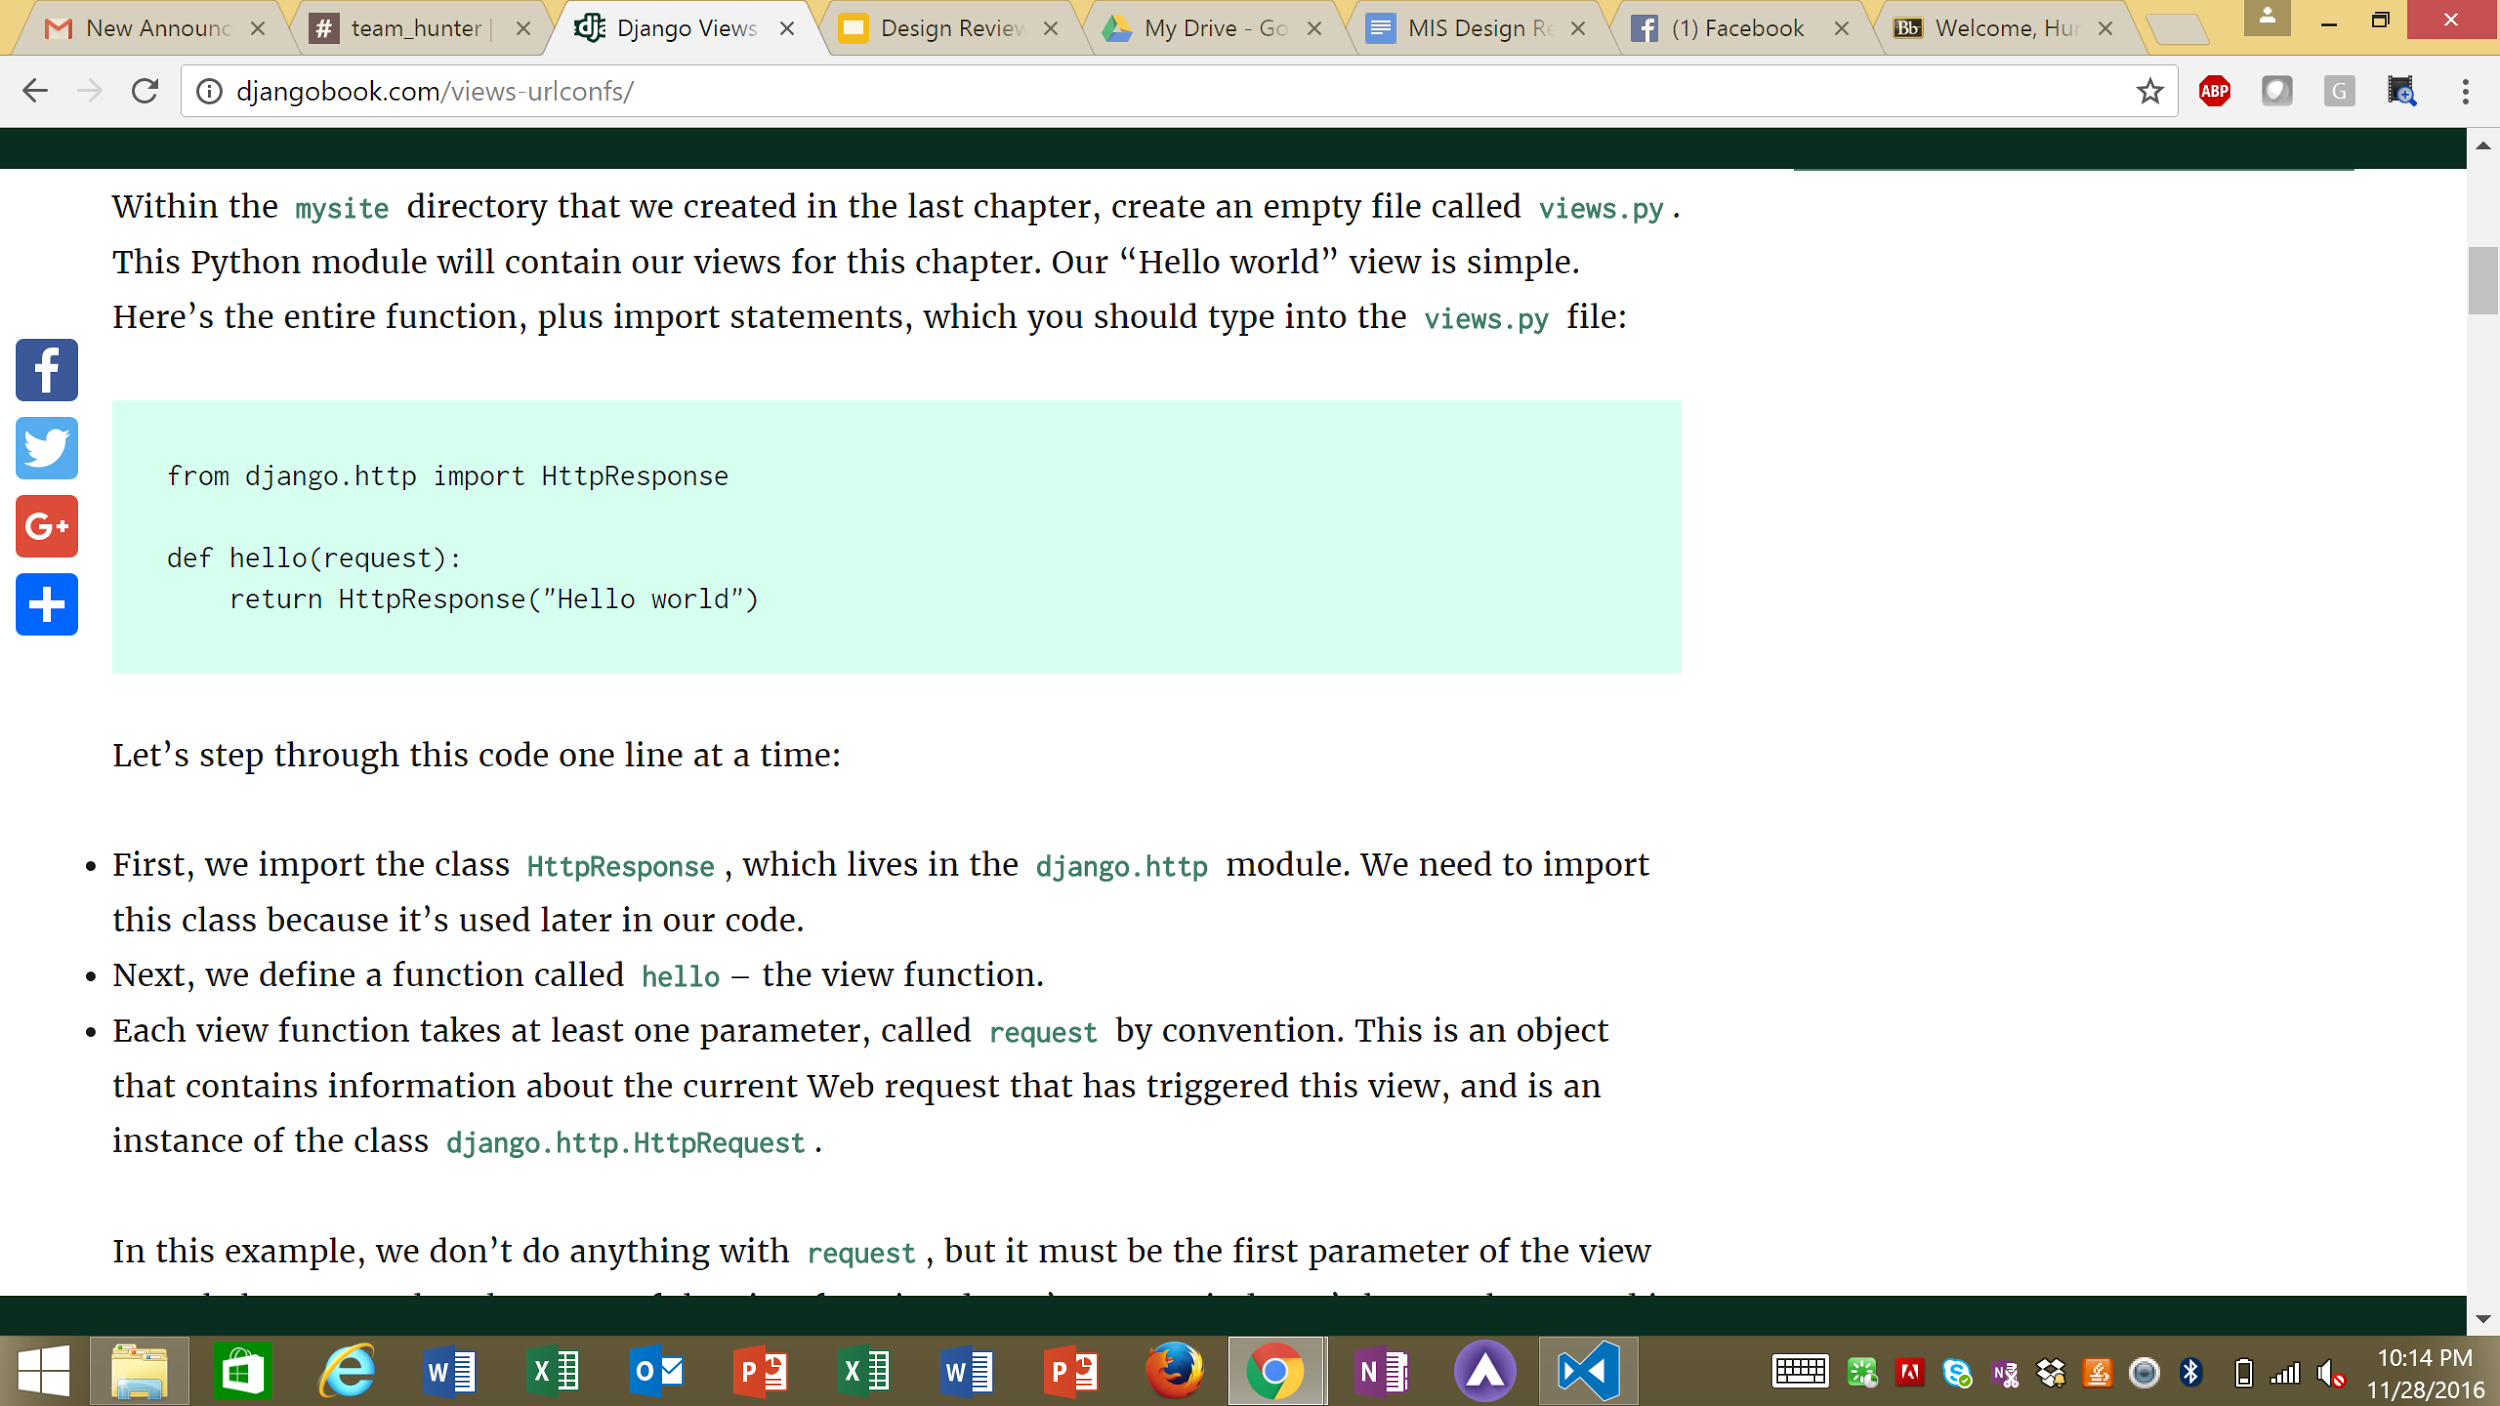 New Announc
team_hunter |
Django Views
Design Review
My Drive - Go
MIS Design Re
(1) Facebook
Bb Welcome, Hur
djangobook.com/views-urlconfs/
ABP
G
Within the mysite directory that we created in the last chapter, create an empty file called views.py .
This Python module will contain our views for this chapter. Our “Hello world” view is simple.
Here’s the entire function, plus import statements, which you should type into the views.py file:
from django.http import HttpResponse
def hello(request):
return HttpResponse("Hello world")
Let’s step through this code one line at a time:
• First, we import the class HttpResponse , which lives in the django.http module. We need to import
this class because it’s used later in our code.
• Next, we define a function called hello – the view function.
• Each view function takes at least one parameter, called request by convention. This is an object
that contains information about the current Web request that has triggered this view, and is an
instance of the class django.http.HttpRequest .
In this example, we don’t do anything with request , but it must be the first parameter of the view
10:14 PM
11/28/2016